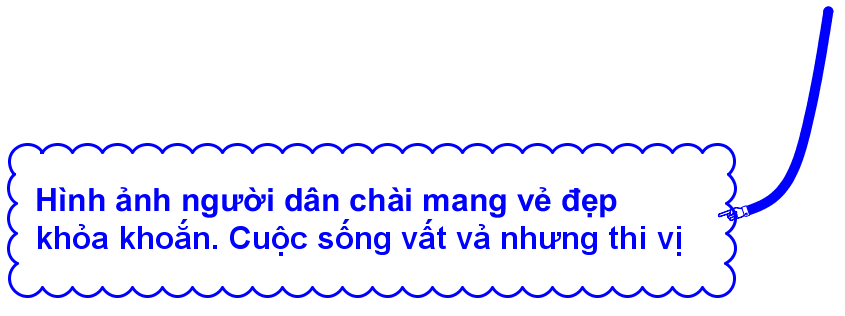 Hình ảnh người dân chài mang vẻ đẹp
khỏa khoắn. Cuộc sống vất vả nhưng thi vị